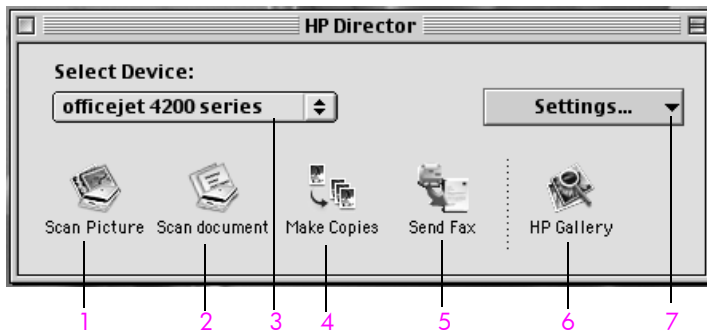 HP Director
Select Device:
officejet 4200 series
Settings...
Scan Picture Scan document Make Copies Send Fax HP Gallery
1 2 3 4 5 6 7